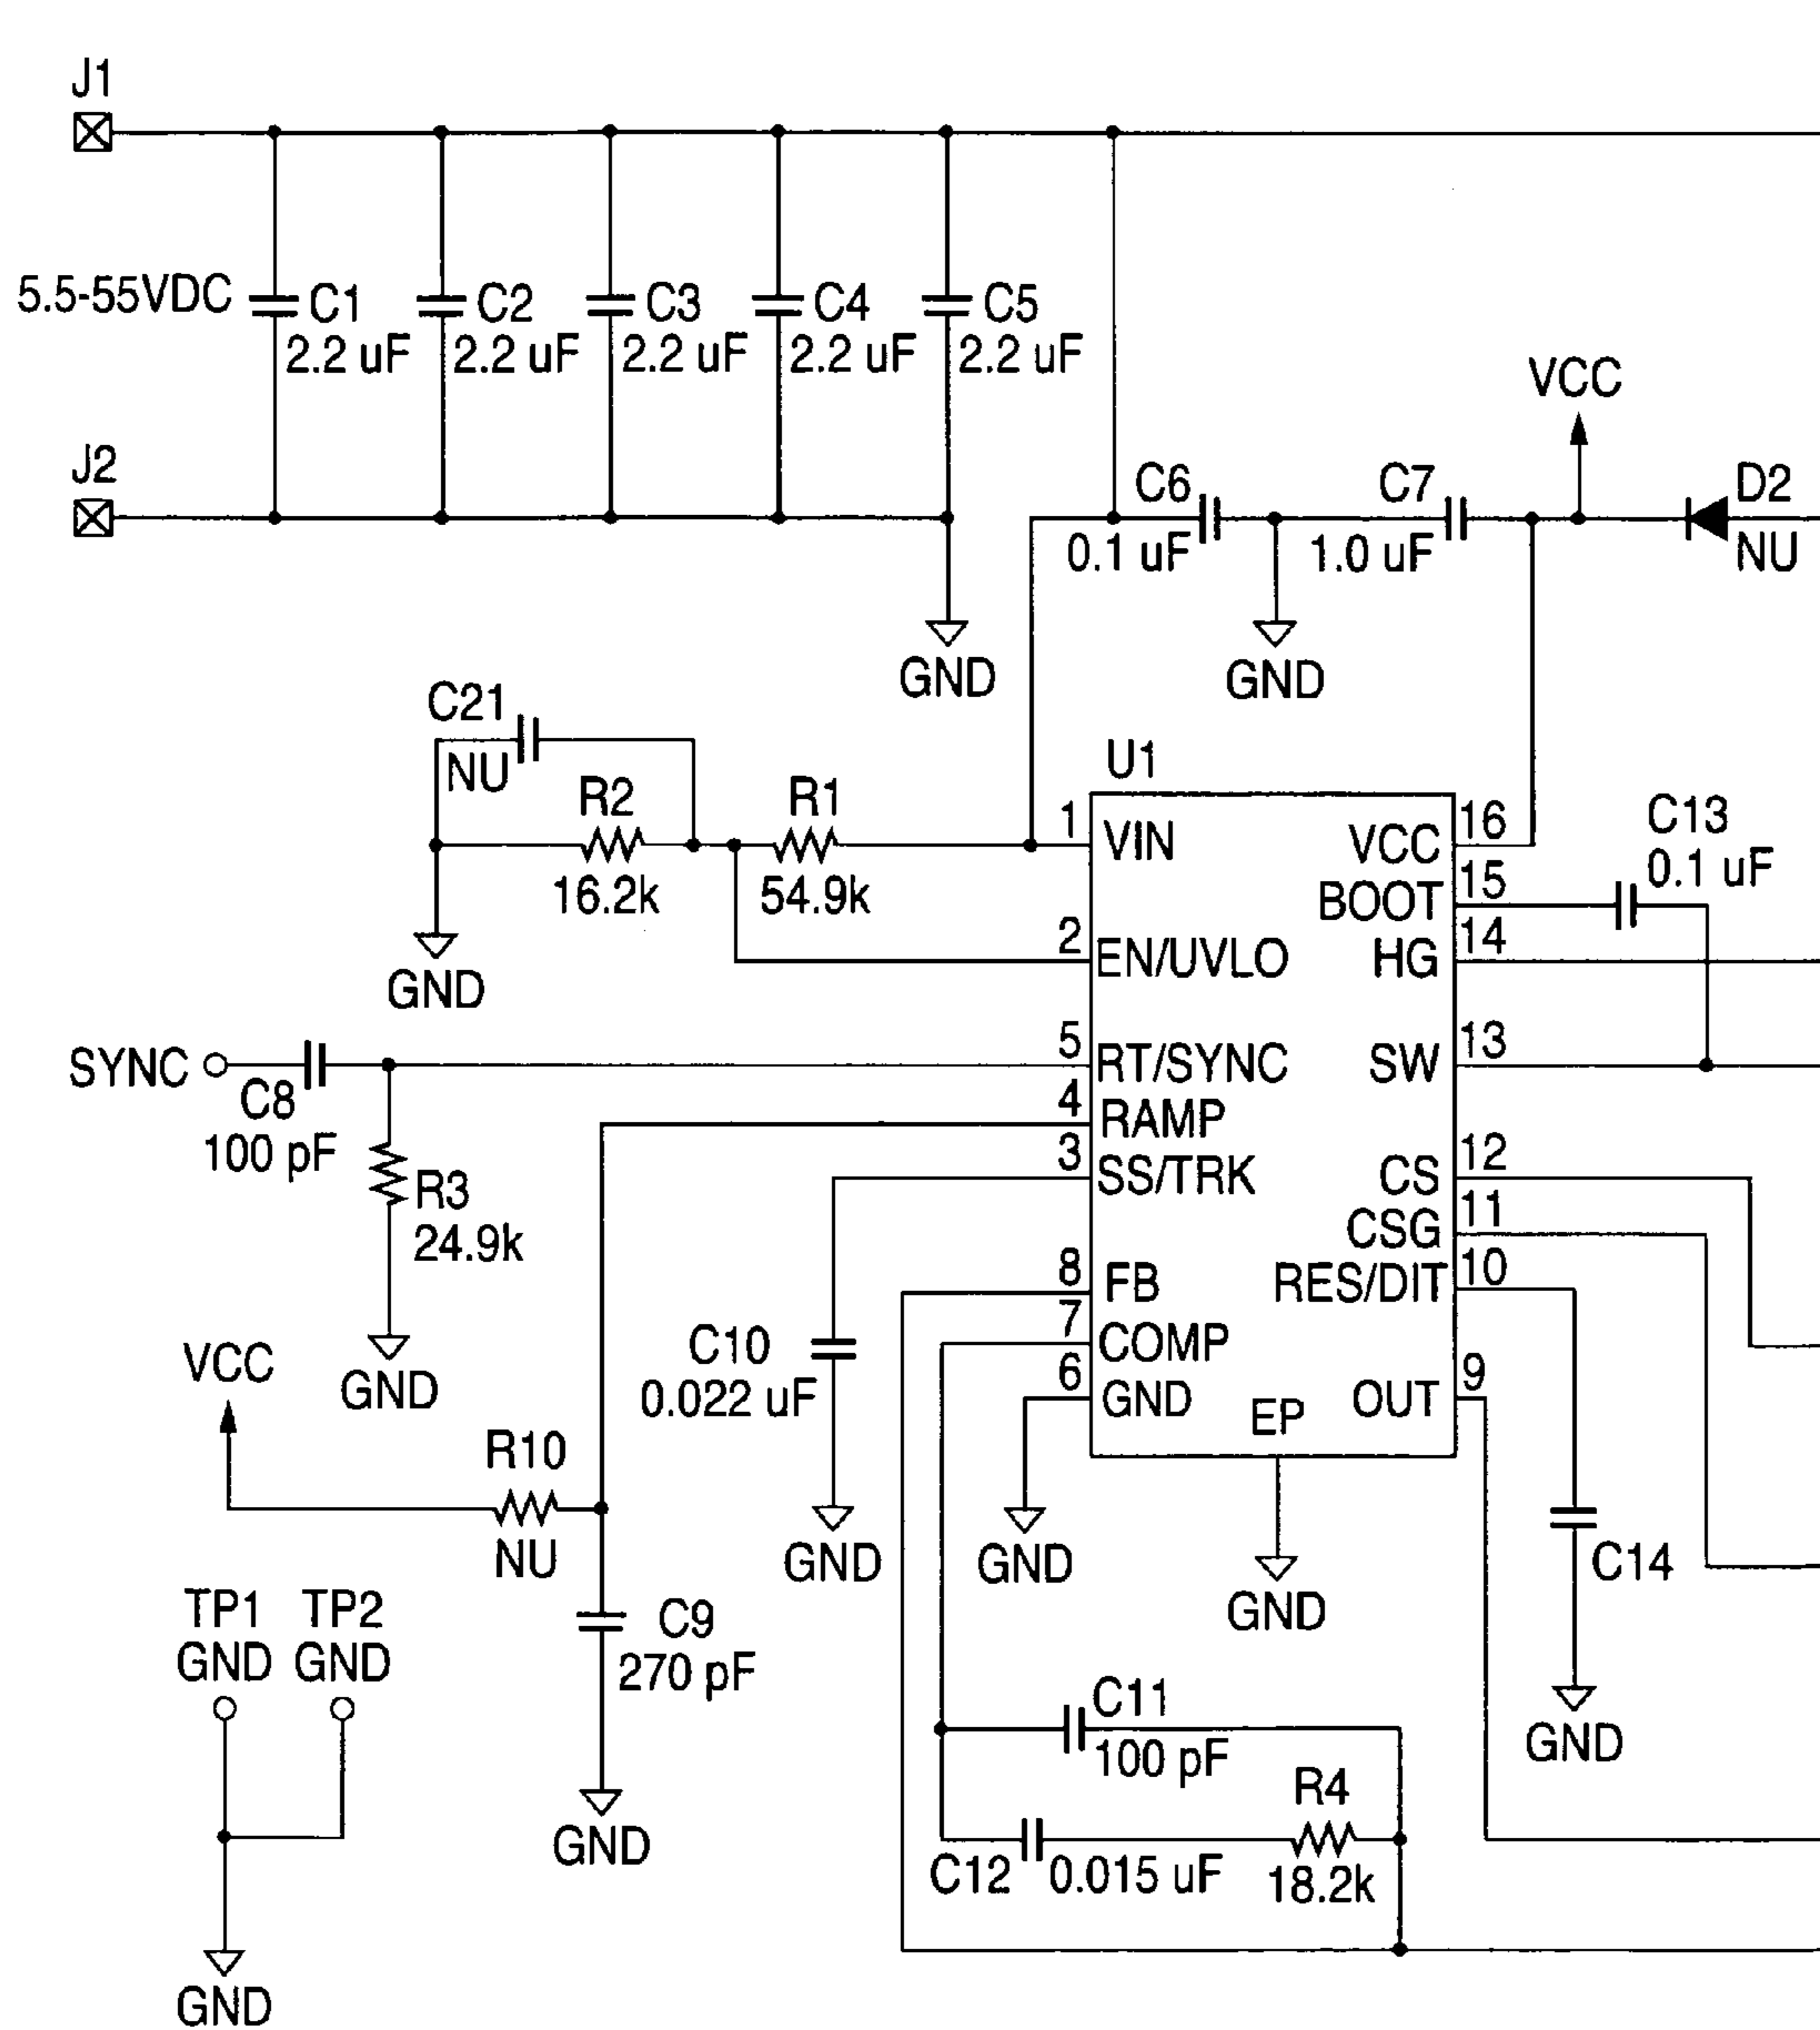 J1
5.5-55VDC
C1
2.2 uF
C2
2.2 uF
C3
2.2 uF
C4
2.2 uF
C5
2.2 uF
J2
GND
C6
0.1 uF
C7
1.0 uF
GND
VCC
D2
NU
C21
NU
R2
16.2k
R1
54.9k
GND
U1
1
VIN
2
EN/UVLO
5
RT/SYNC
4
RAMP
3
SS/TRK
8
FB
7
COMP
6
GND
EP
VCC
16
BOOT
15
HG
14
SW
13
CS
12
CSG
11
RES/DIT
10
OUT
9
C13
0.1 uF
SYNC
C8
100 pF
R3
24.9k
GND
VCC
R10
NU
C10
0.022 uF
GND
GND
GND
C14
GND
TP1
GND
TP2
GND
GND
C9
270 pF
GND
C11
100 pF
R4
18.2k
C12
0.015 uF